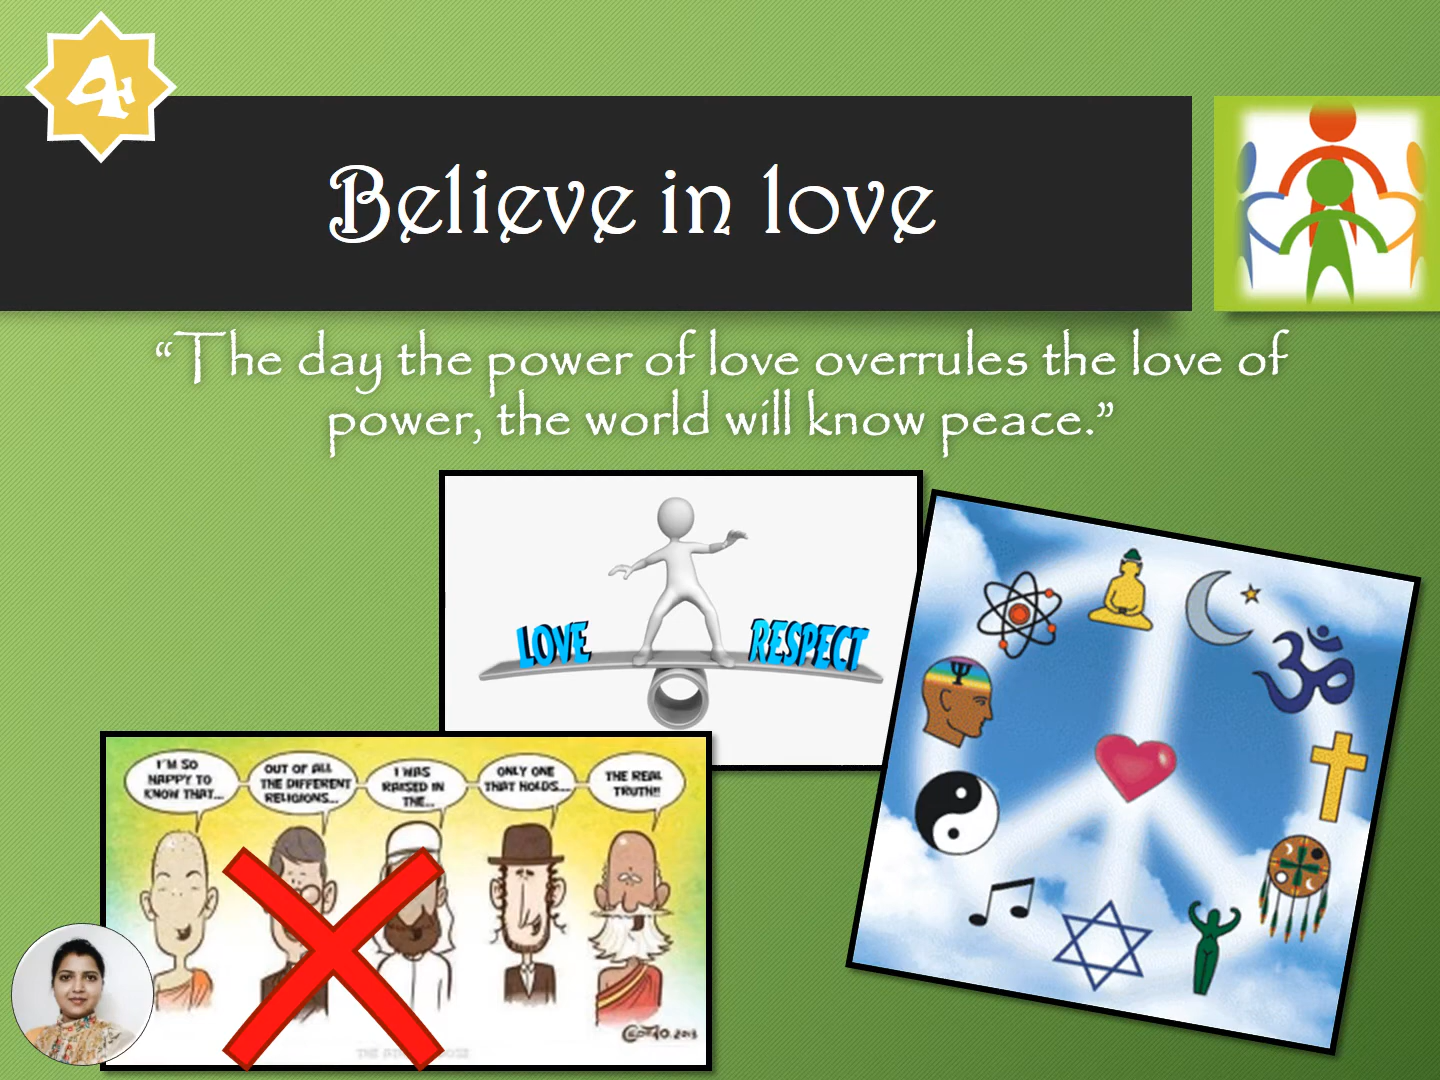 4
Believe in love
“The day the power of love overrules the love of
power, the world will know peace.”
LOVE
RESPECT
I'M SO
HAPPY TO
KNOW THAT...
OUT OF ALL
THE DIFFERENT
RELIGIONS...
I WAS
RAISED IN
THE...
ONLY ONE
THAT HOLDS...
THE REAL
TRUTH!!